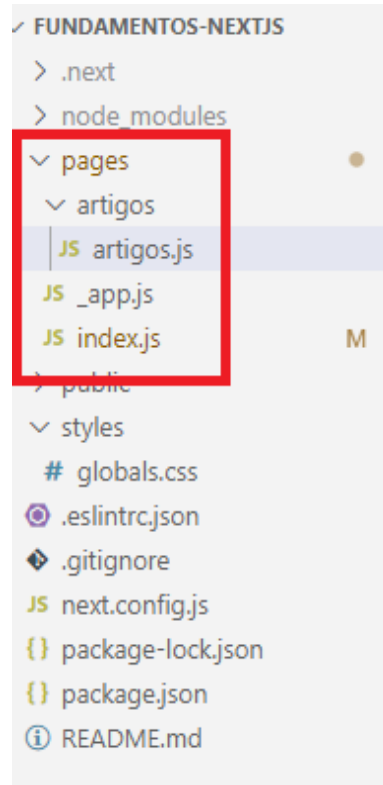 FUNDAMENTOS-NEXTJS
.next
node_modules
pages
artigos
JS artigos.js
JS _app.js
JS index.js M
public
styles
# globals.css
.eslintrc.json
.gitignore
JS next.config.js
{} package-lock.json
{} package.json
README.md